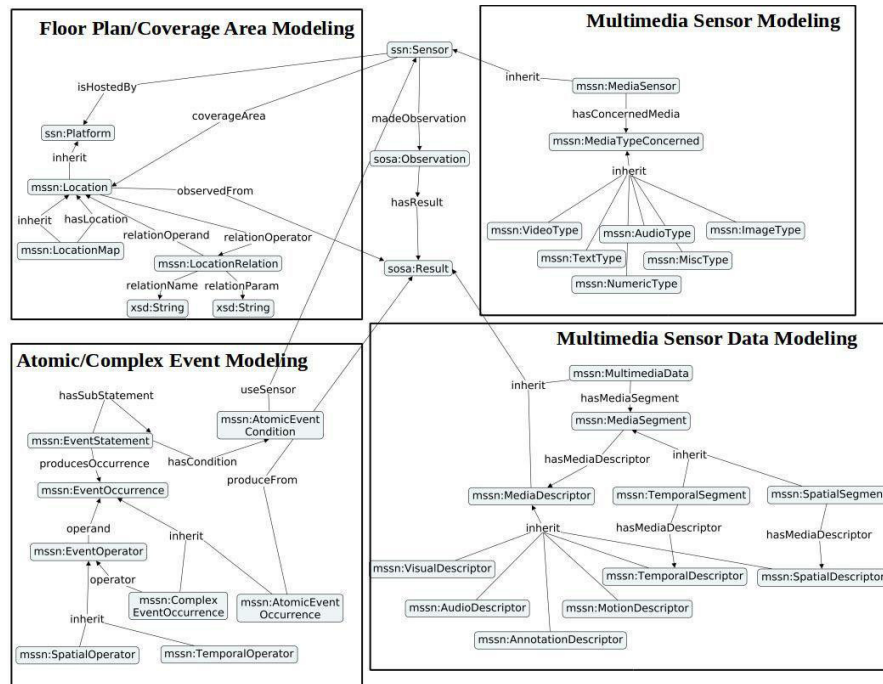 Floor Plan/Coverage Area Modeling
ssn:Sensor
isHostedBy
coverageArea
madeObservation
ssn:Platform
inherit
sosa:Observation
mssn:Location
observedFrom
hasResult
inherit
hasLocation
relationOperand
relationOperator
mssn:LocationMap
mssn:LocationRelation
sosa:Result
relationName
relationParam
xsd:String
xsd:String
Multimedia Sensor Modeling
inherit
mssn:MediaSensor
hasConcernedMedia
mssn:MediaTypeConcerned
inherit
mssn:VideoType
mssn:AudioType
mssn:ImageType
mssn:TextType
mssn:MiscType
mssn:NumericType
Atomic/Complex Event Modeling
hasSubStatement
useSensor
mssn:AtomicEvent
Condition
mssn:EventStatement
hasCondition
producesOccurrence
produceFrom
mssn:EventOccurrence
operand
inherit
mssn:EventOperator
operator
mssn:Complex
EventOccurrence
mssn:AtomicEvent
Occurrence
inherit
mssn:SpatialOperator
mssn:TemporalOperator
Multimedia Sensor Data Modeling
mssn:MultimediaData
inherit
hasMediaSegment
mssn:MediaSegment
hasMediaDescriptor
inherit
mssn:MediaDescriptor
mssn:TemporalSegment
mssn:SpatialSegment
inherit
hasMediaDescriptor
hasMediaDescriptor
mssn:VisualDescriptor
mssn:TemporalDescriptor
mssn:SpatialDescriptor
mssn:AudioDescriptor
mssn:MotionDescriptor
mssn:AnnotationDescriptor